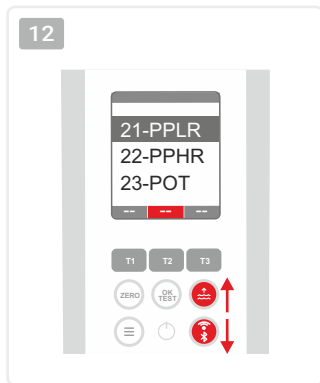 12
21-PPLR
22-PPHR
23-POT
-- -- --
T1 T2 T3
ZERO OK TEST